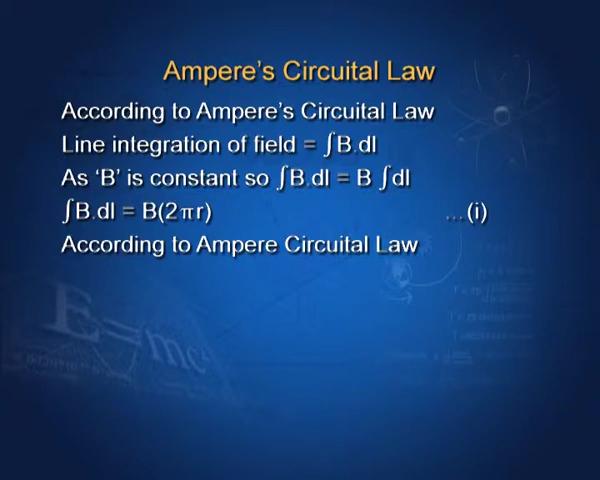 Ampere's Circuital Law
According to Ampere's Circuital Law
Line integration of field = ∫B.dl
As 'B' is constant so ∫B.dl = B ∫dl
∫B.dl = B(2πr) ...(i)
According to Ampere Circuital Law
E=mc²